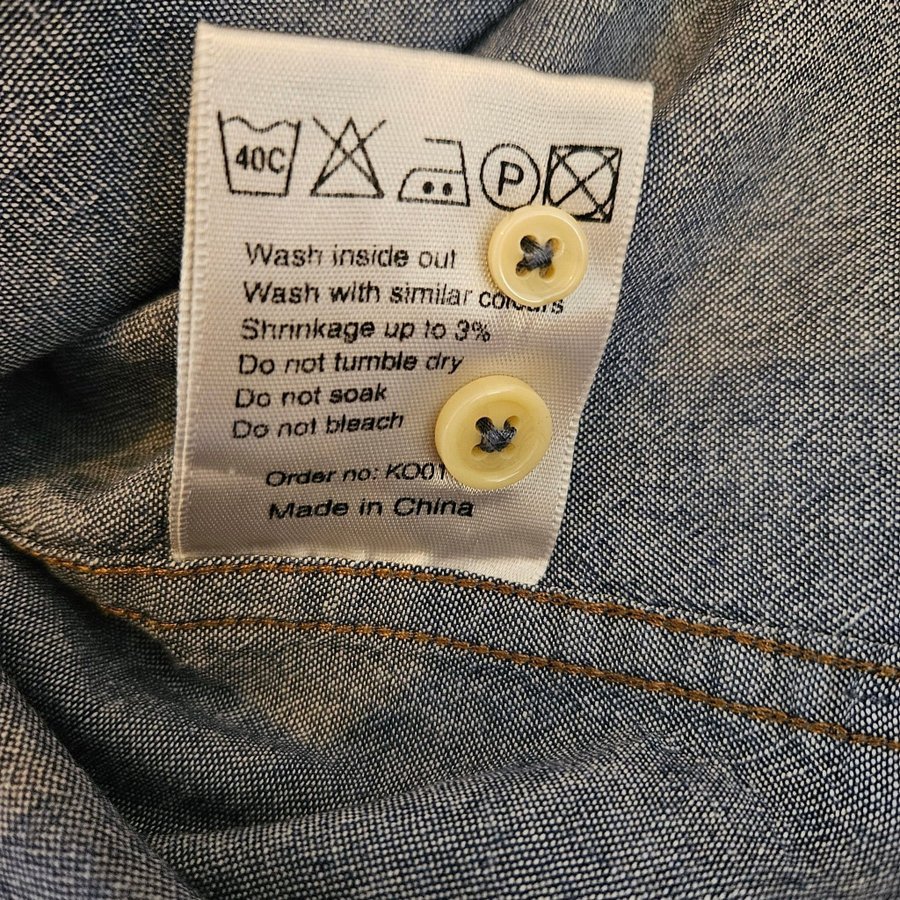 40C
P
Wash inside out
Wash with similar colours
Shrinkage up to 3%
Do not tumble dry
Do not soak
Do not bleach
Order no: KO01
Made in China